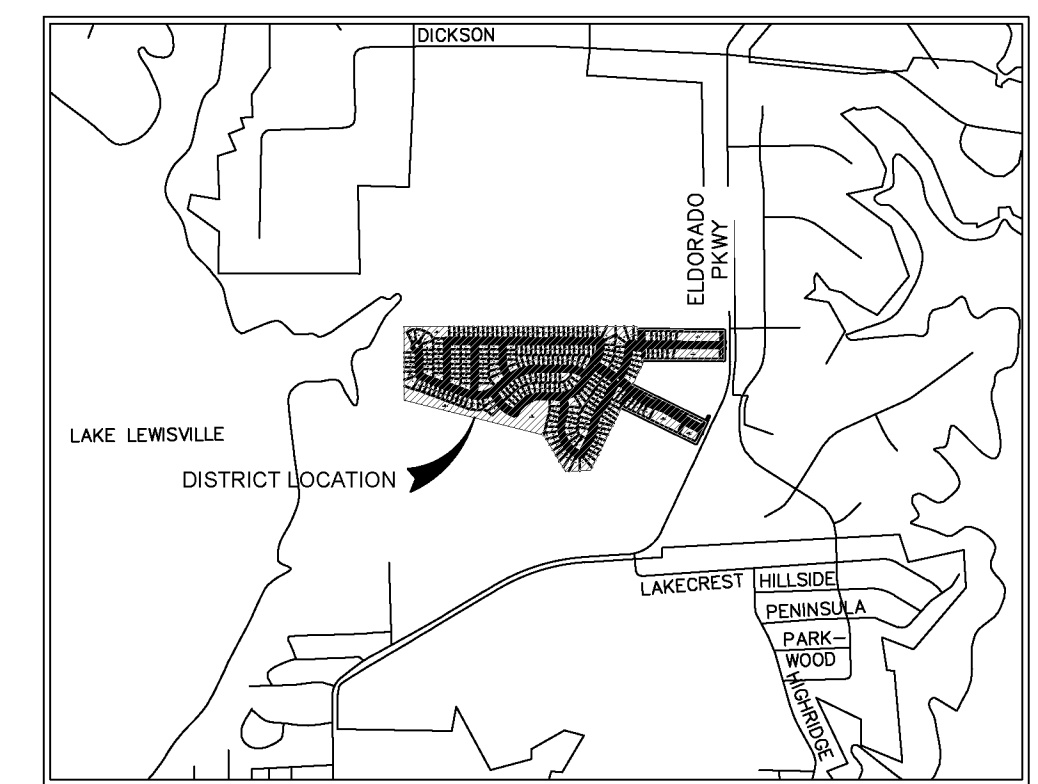 DICKSON
ELDORADO
PKWY
LAKE LEWISVILLE
DISTRICT LOCATION
LAKECREST
HILLSIDE
PENINSULA
PARK-
WOOD
HIGHRIDGE